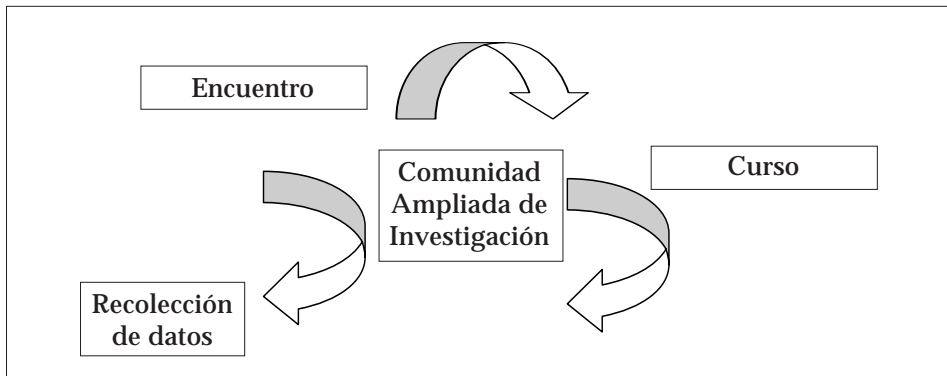 Encuentro
Comunidad
Ampliada de
Investigación
Curso
Recolección
de datos